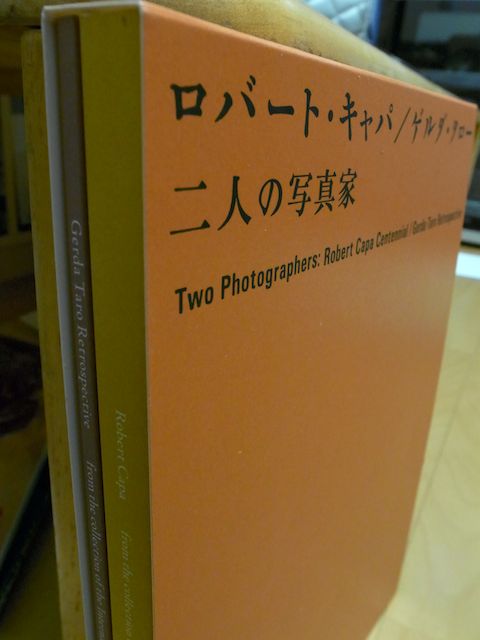 ロバート・キャパ/ゲルダ・タロー
二人の写真家
Two Photographers: Robert Capa Centennial / Gerda Taro Retrospective
Gerda Taro Retrospective from the collection of the
Robert Capa from the collection